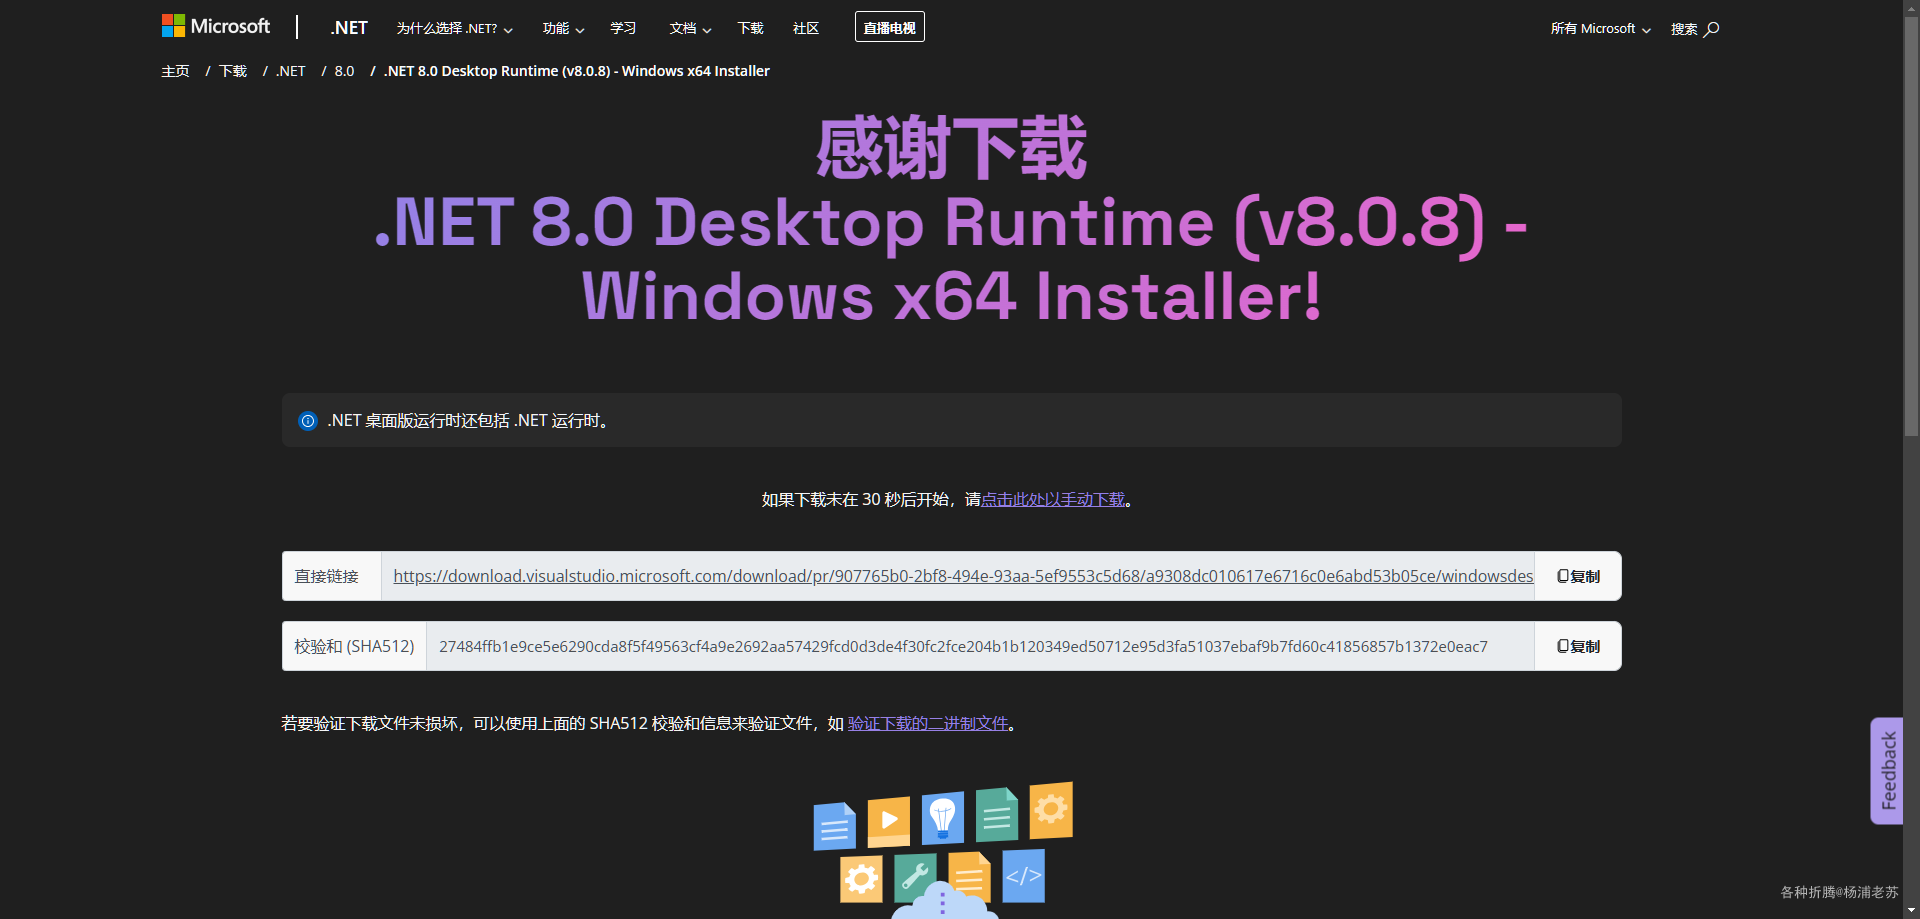 Microsoft
.NET
为什么选择 .NET?
功能
学习
文档
下载
社区
直播电视
所有 Microsoft
搜索
主页 / 下载 / .NET / 8.0 / .NET 8.0 Desktop Runtime (v8.0.8) - Windows x64 Installer
感谢下载
.NET 8.0 Desktop Runtime (v8.0.8) -
Windows x64 Installer!
.NET 桌面版运行时还包括 .NET 运行时。
如果下载未在 30 秒后开始，请点击此处以手动下载。
直接链接
https://download.visualstudio.microsoft.com/download/pr/907765b0-2bf8-494e-93aa-5ef9553c5d68/a9308dc010617e6716c0e6abd53b05ce/windowsdes
复制
校验和 (SHA512)
27484ffb1e9ce5e6290cda8f5f49563cf4a9e2692aa57429fcd0d3de4f30fc2fce204b1b120349ed50712e95d3fa51037ebaf9b7fd60c41856857b1372e0eac7
复制
若要验证下载文件未损坏，可以使用上面的 SHA512 校验和信息来验证文件，如 验证下载的二进制文件。
Feedback
</>
各种折腾@杨浦老苏